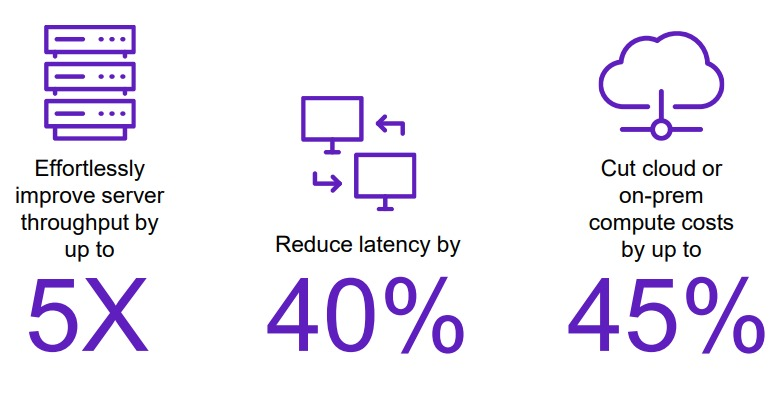 Effortlessly
improve server
throughput by
up to
5X
Reduce latency by
40%
Cut cloud or
on-prem
compute costs
by up to
45%